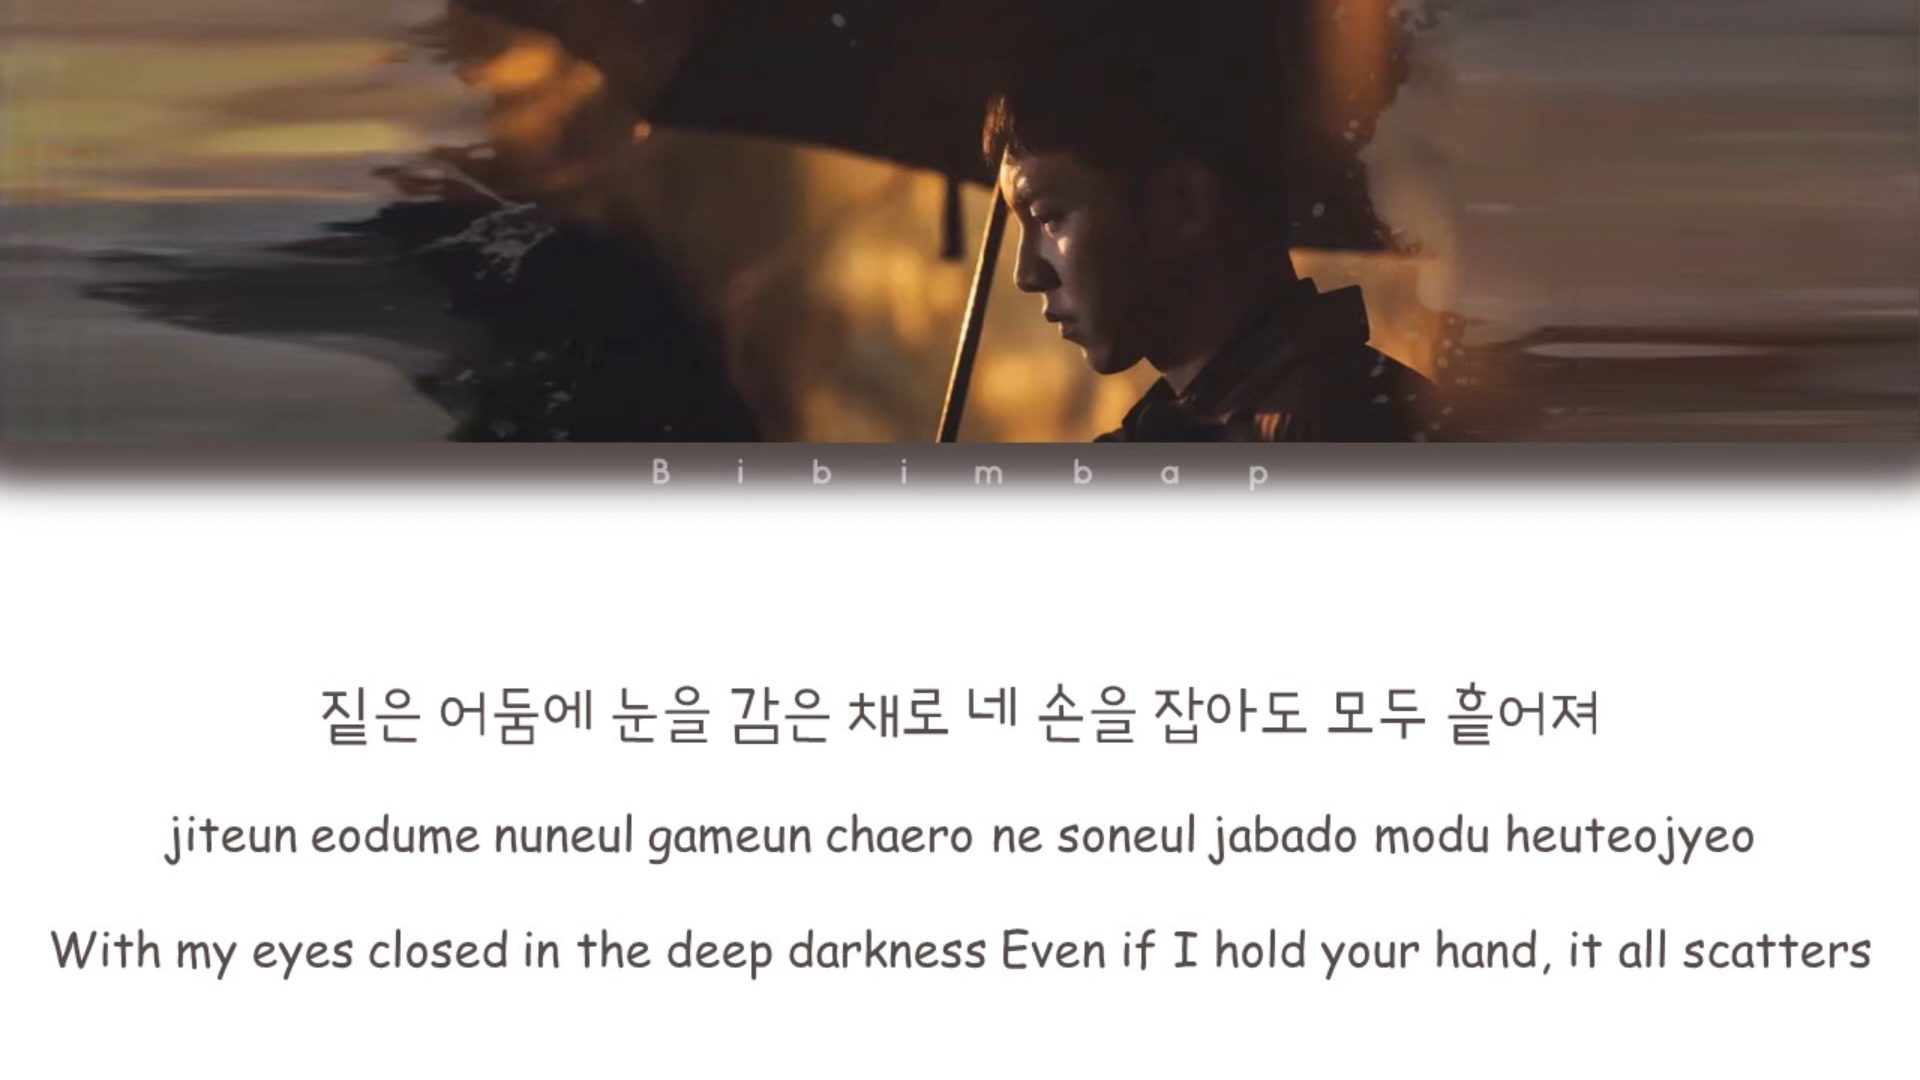 Bibimbap
짙은 어둠에 눈을 감은 채로 네 손을 잡아도 모두 흩어져
jiteun eodume nuneul gameun chaero ne soneul jabado modu heuteojyeo
With my eyes closed in the deep darkness Even if I hold your hand, it all scatters